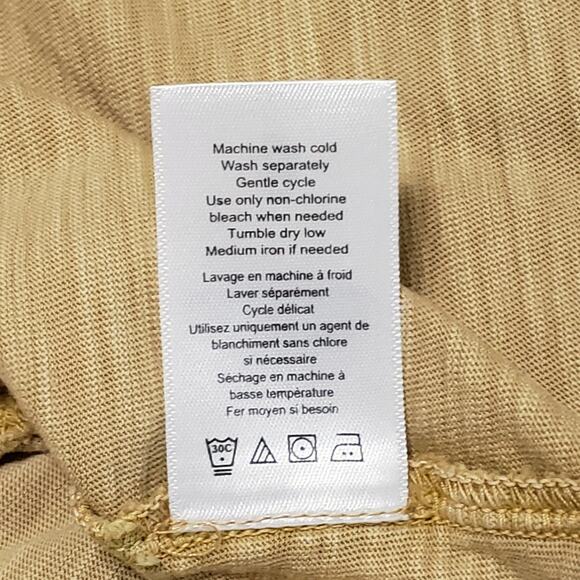 Machine wash cold
Wash separately
Gentle cycle
Use only non-chlorine
bleach when needed
Tumble dry low
Medium iron if needed
Lavage en machine à froid
Laver séparément
Cycle délicat
Utilisez uniquement un agent de
blanchiment sans chlore
si nécessaire
Séchage en machine à
basse température
Fer moyen si besoin
30C